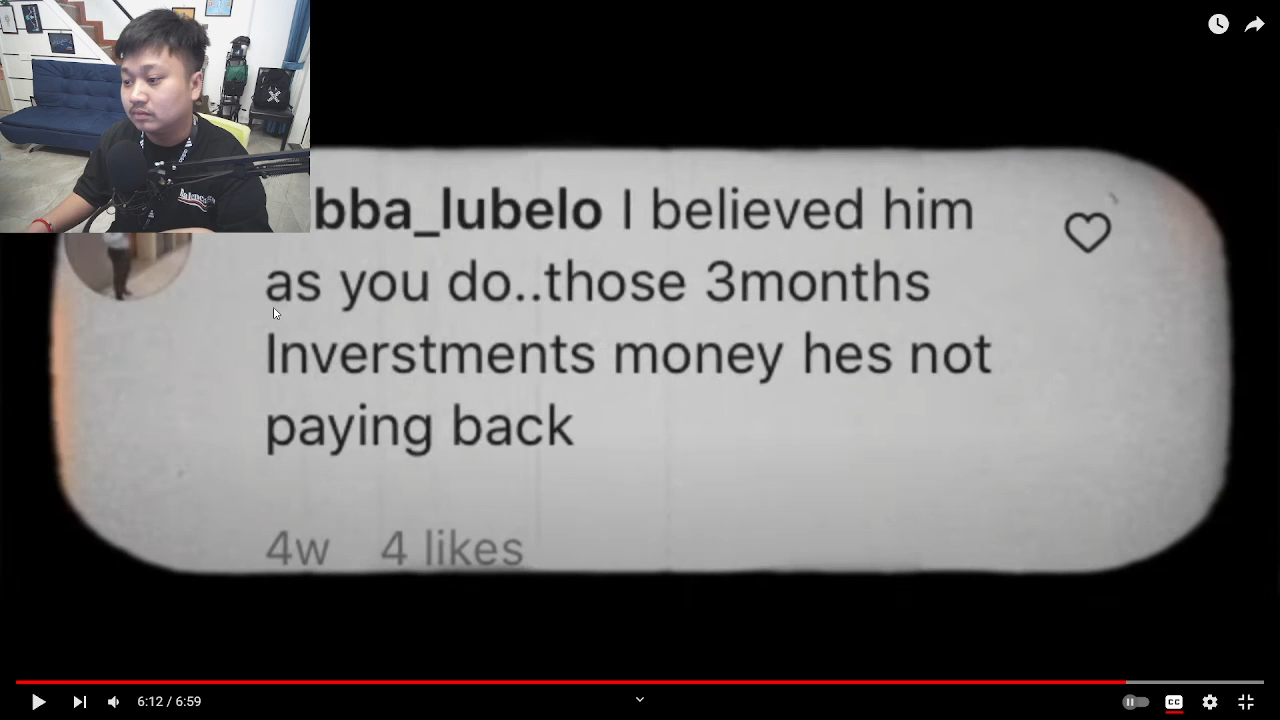 bba_lubelo I believed him
as you do..those 3months
Inverstments money hes not
paying back
4w 4 likes
6:12 / 6:59
CC